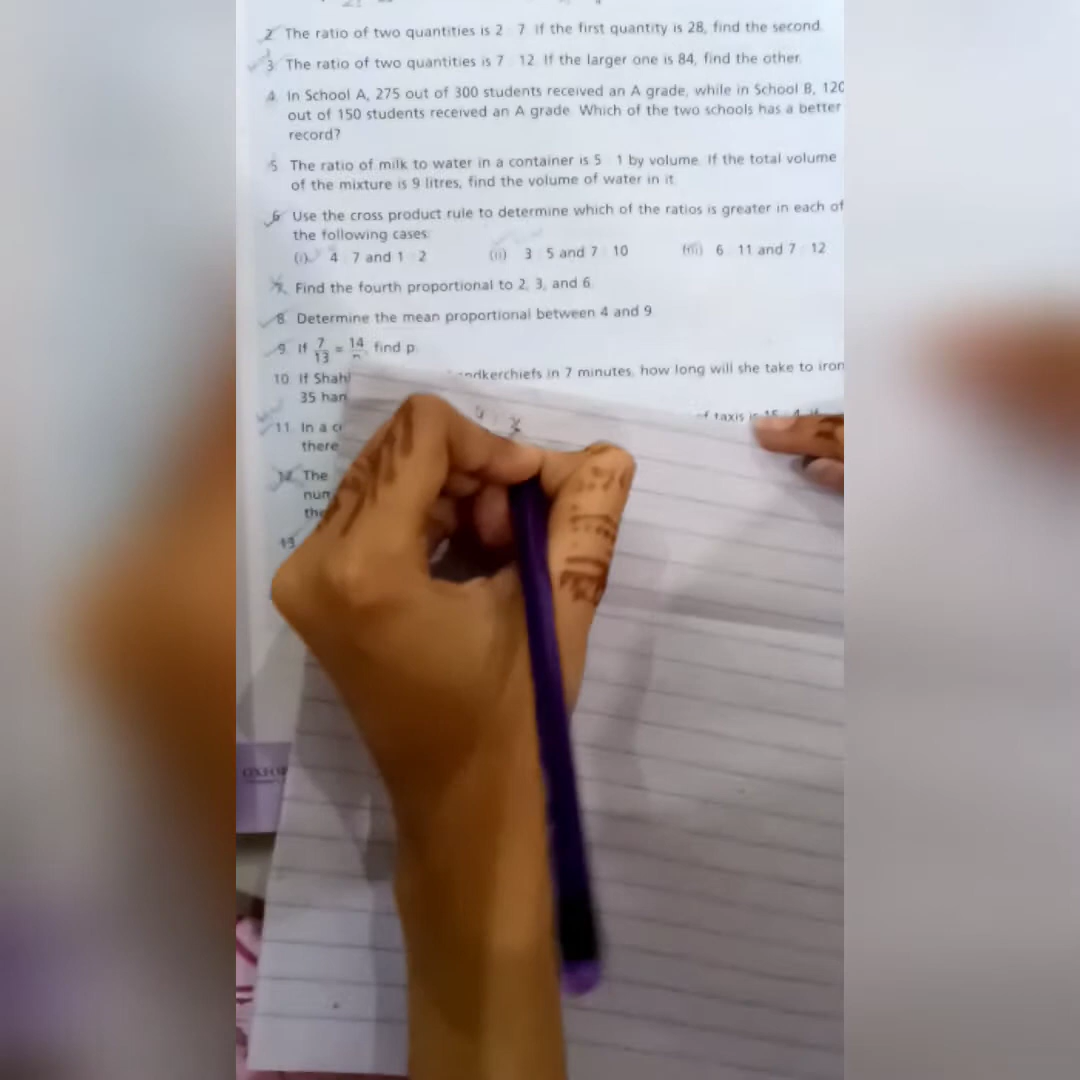 2. The ratio of two quantities is 2 : 7. If the first quantity is 28, find the second.
3. The ratio of two quantities is 7 : 12. If the larger one is 84, find the other.
4. In School A, 275 out of 300 students received an A grade, while in School B, 120
out of 150 students received an A grade. Which of the two schools has a better
record?
5. The ratio of milk to water in a container is 5 : 1 by volume. If the total volume
of the mixture is 9 litres, find the volume of water in it.
6. Use the cross product rule to determine which of the ratios is greater in each of
the following cases:
(i) 4 : 7 and 1 : 2 (ii) 3 : 5 and 7 : 10 (iii) 6 : 11 and 7 : 12
7. Find the fourth proportional to 2, 3, and 6.
8. Determine the mean proportional between 4 and 9.
9. If 7/13 = 14/p, find p.
10. If Shah
ndkerchiefs in 7 minutes, how long will she take to iron
35 han
f taxis is 15 : 4. If
11. In a ci
there
4 : x
12. The
num
the
13.